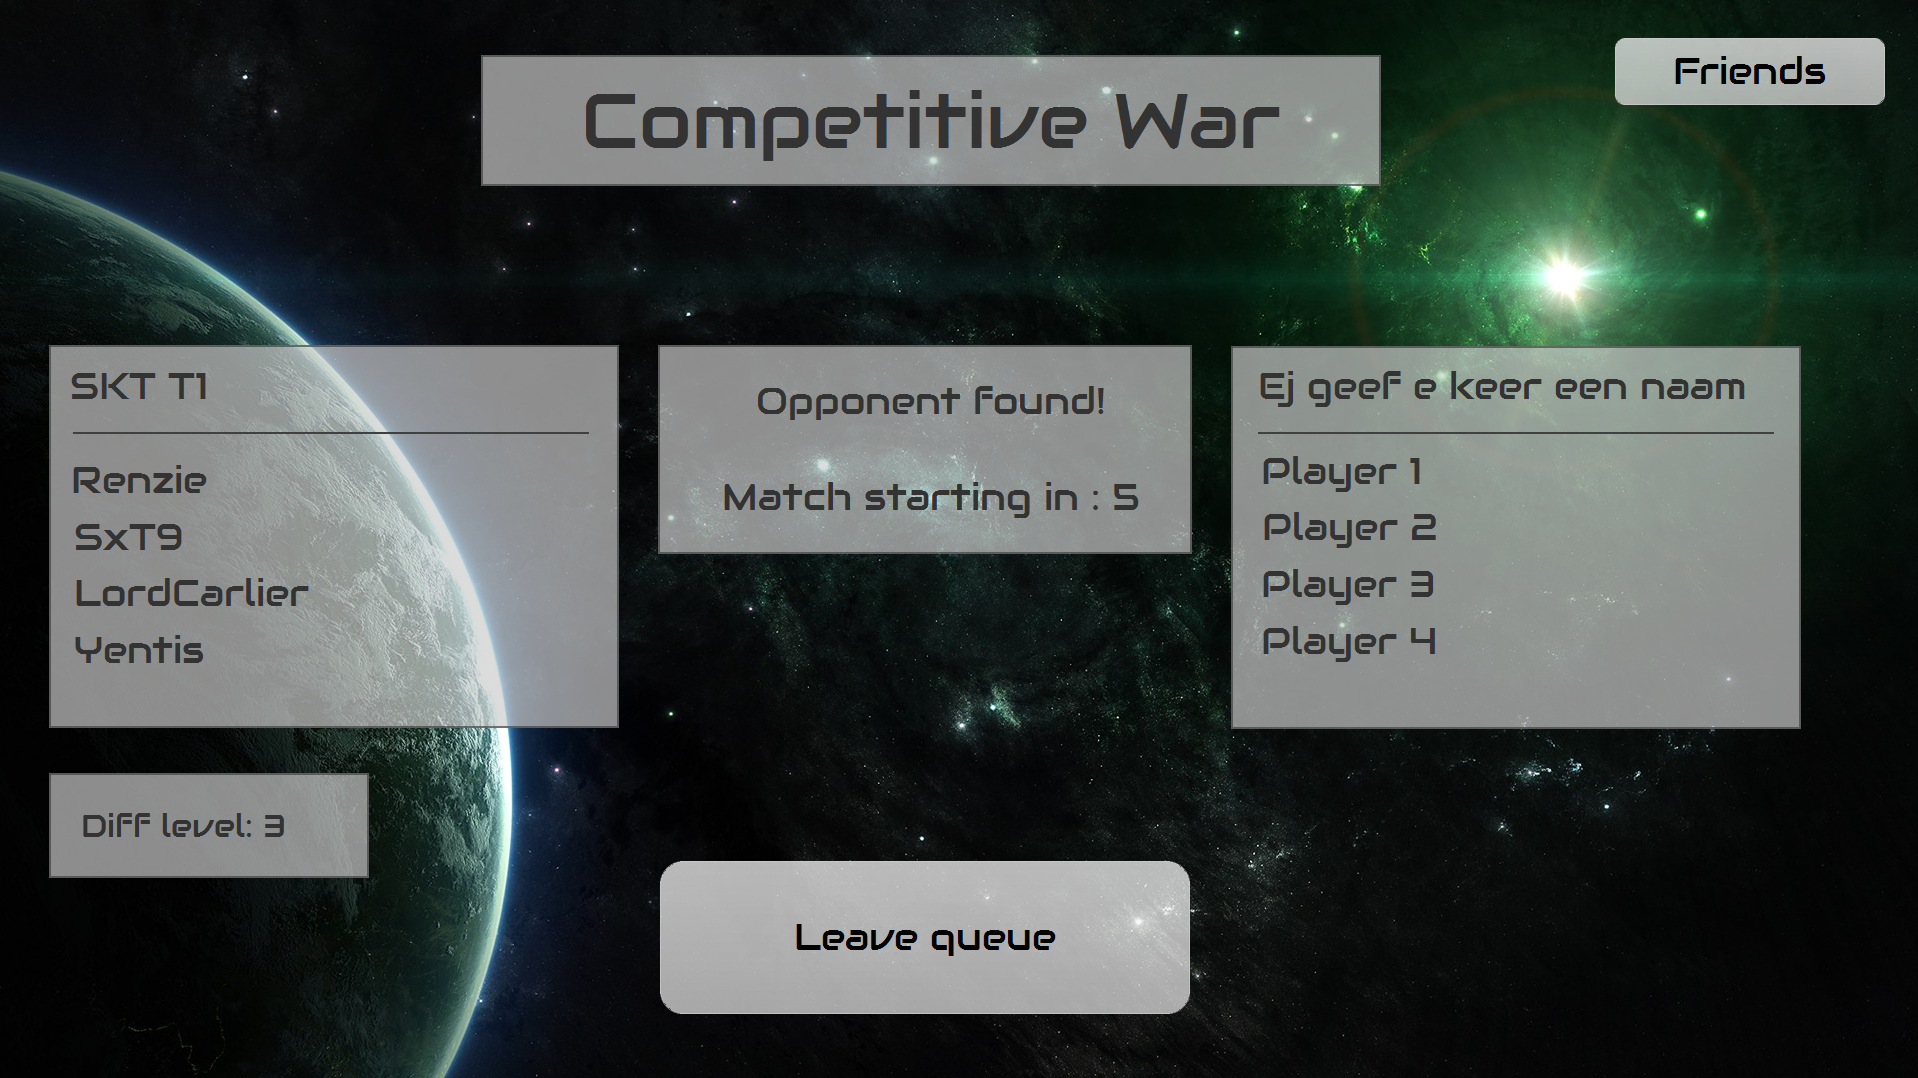 Competitive War
Friends
SKT T1
Renzie
SxT9
LordCarlier
Yentis
Opponent found!
Match starting in : 5
Ej geef e keer een naam
Player 1
Player 2
Player 3
Player 4
Diff level: 3
Leave queue